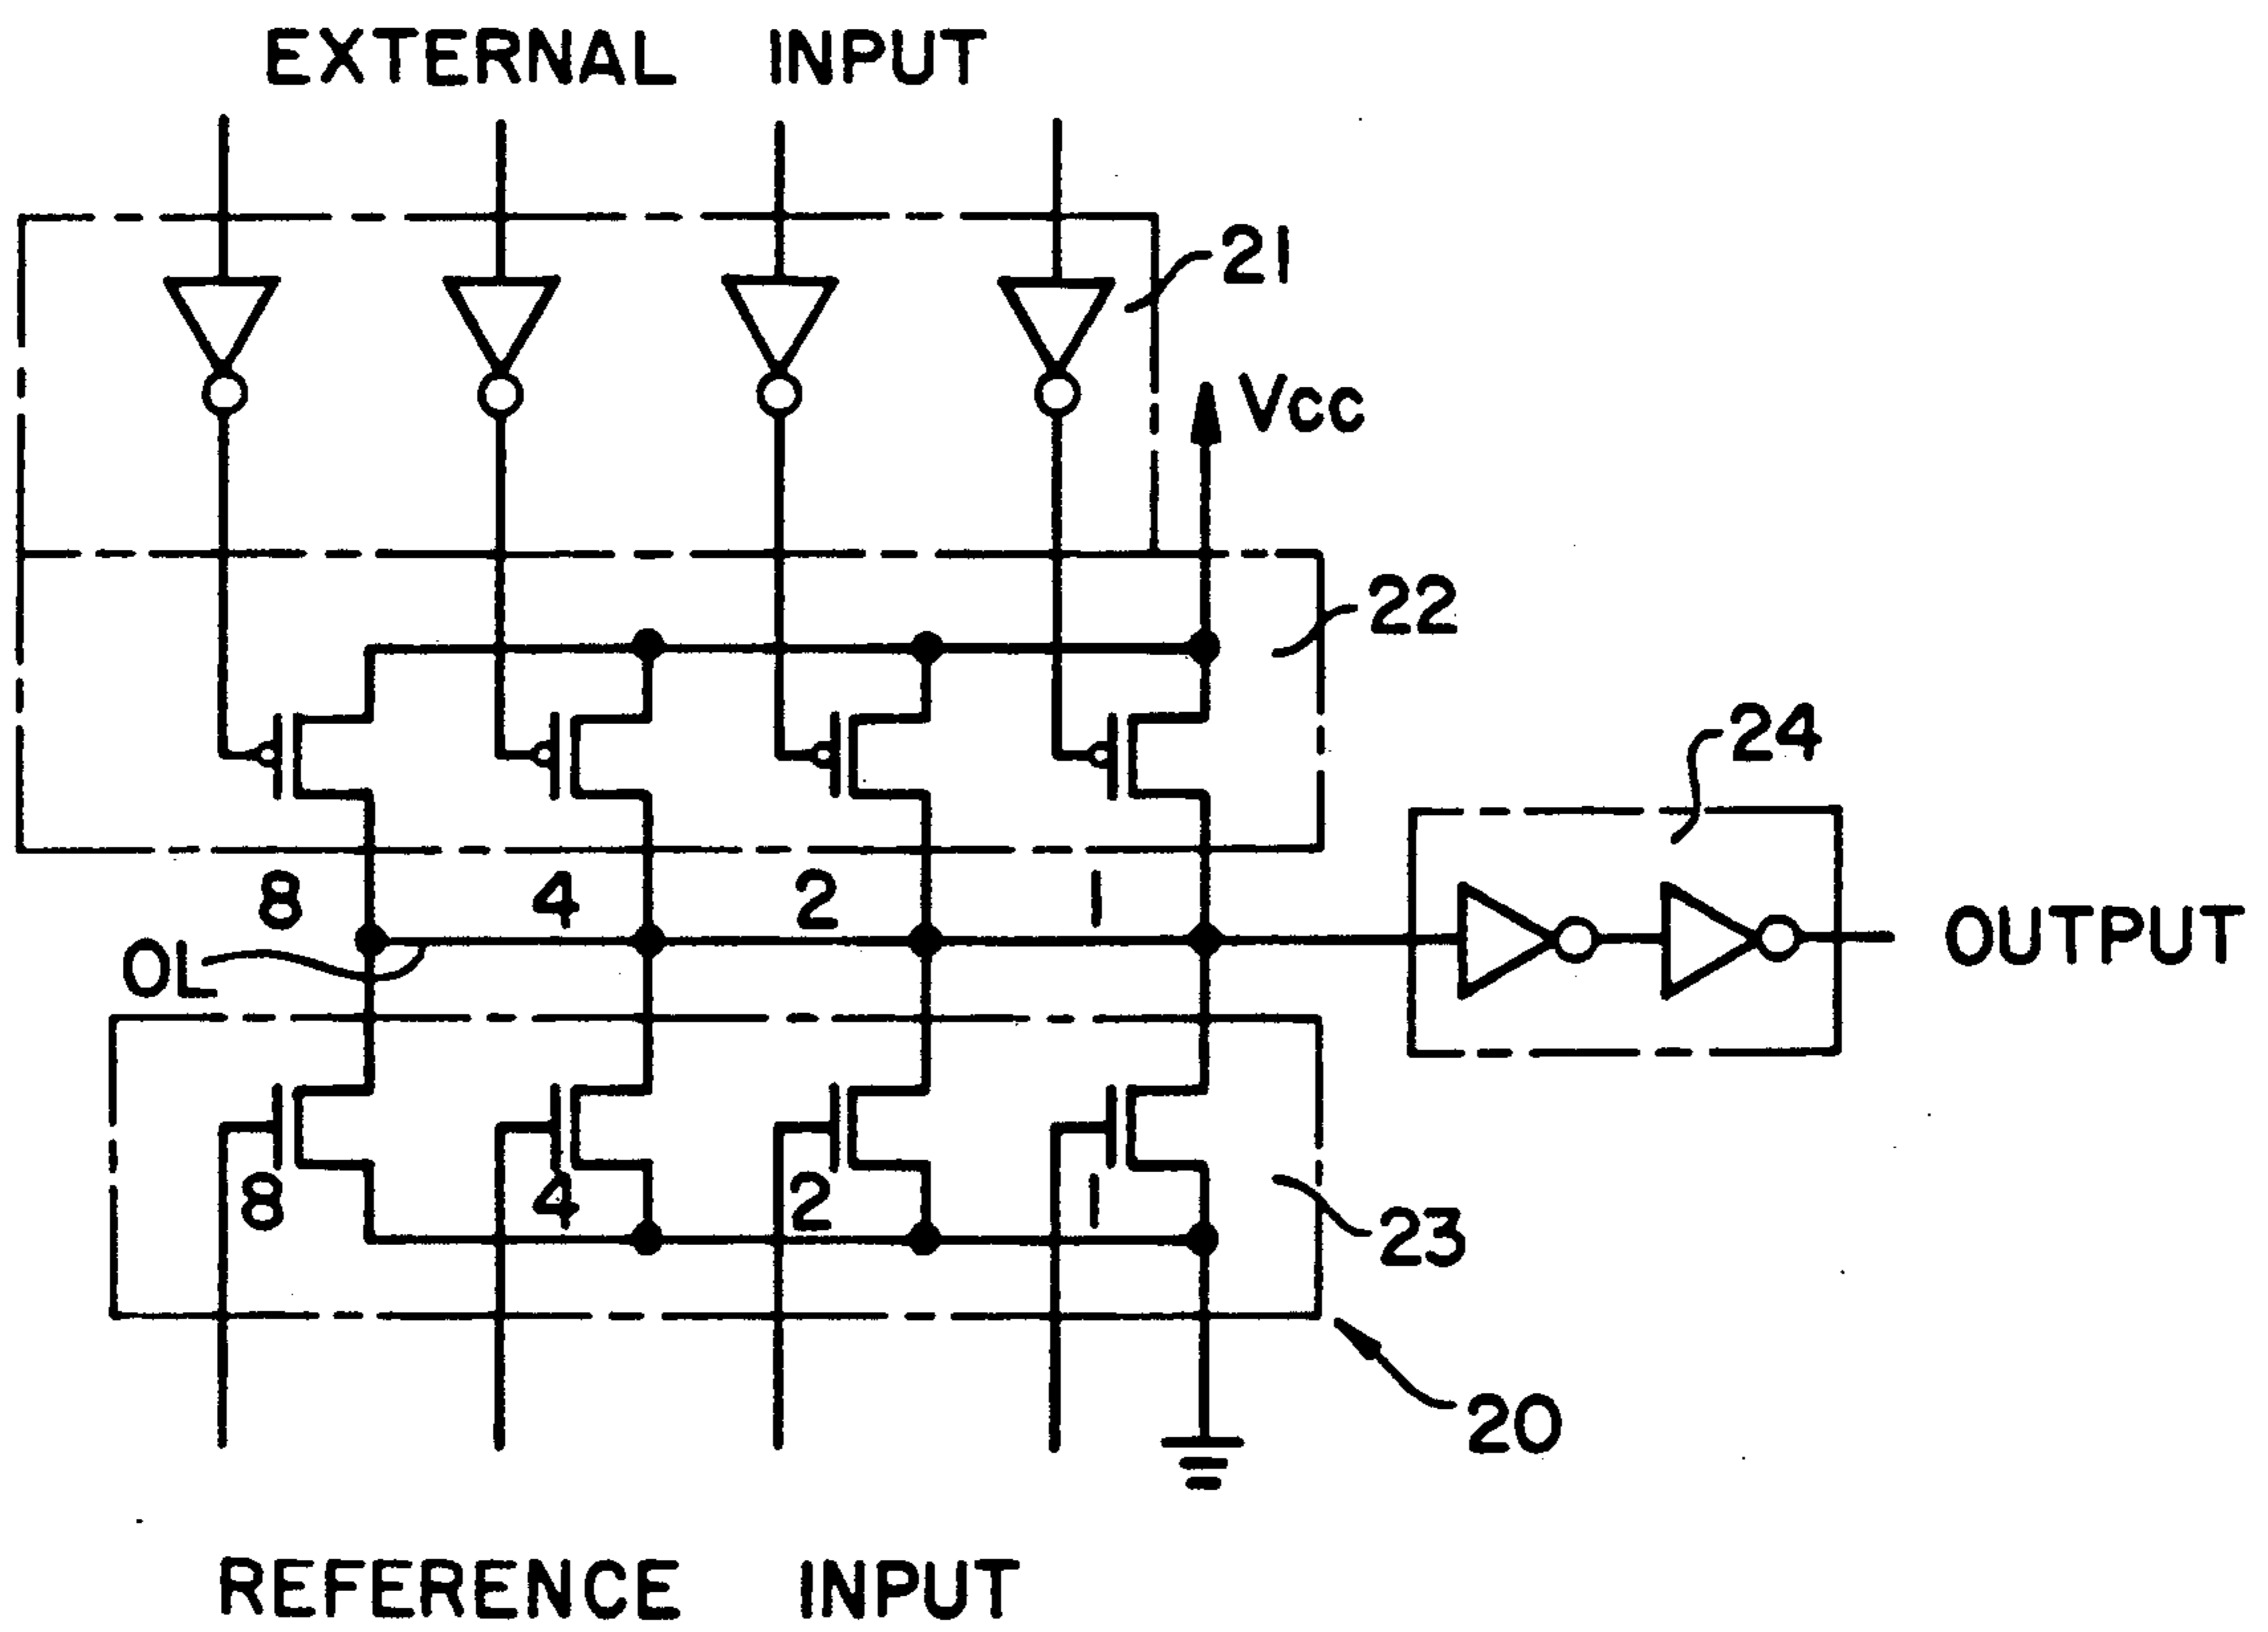 EXTERNAL INPUT
21
Vcc
22
24
8 4 2 1
OL
OUTPUT
8 4 2 1
23
20
REFERENCE INPUT